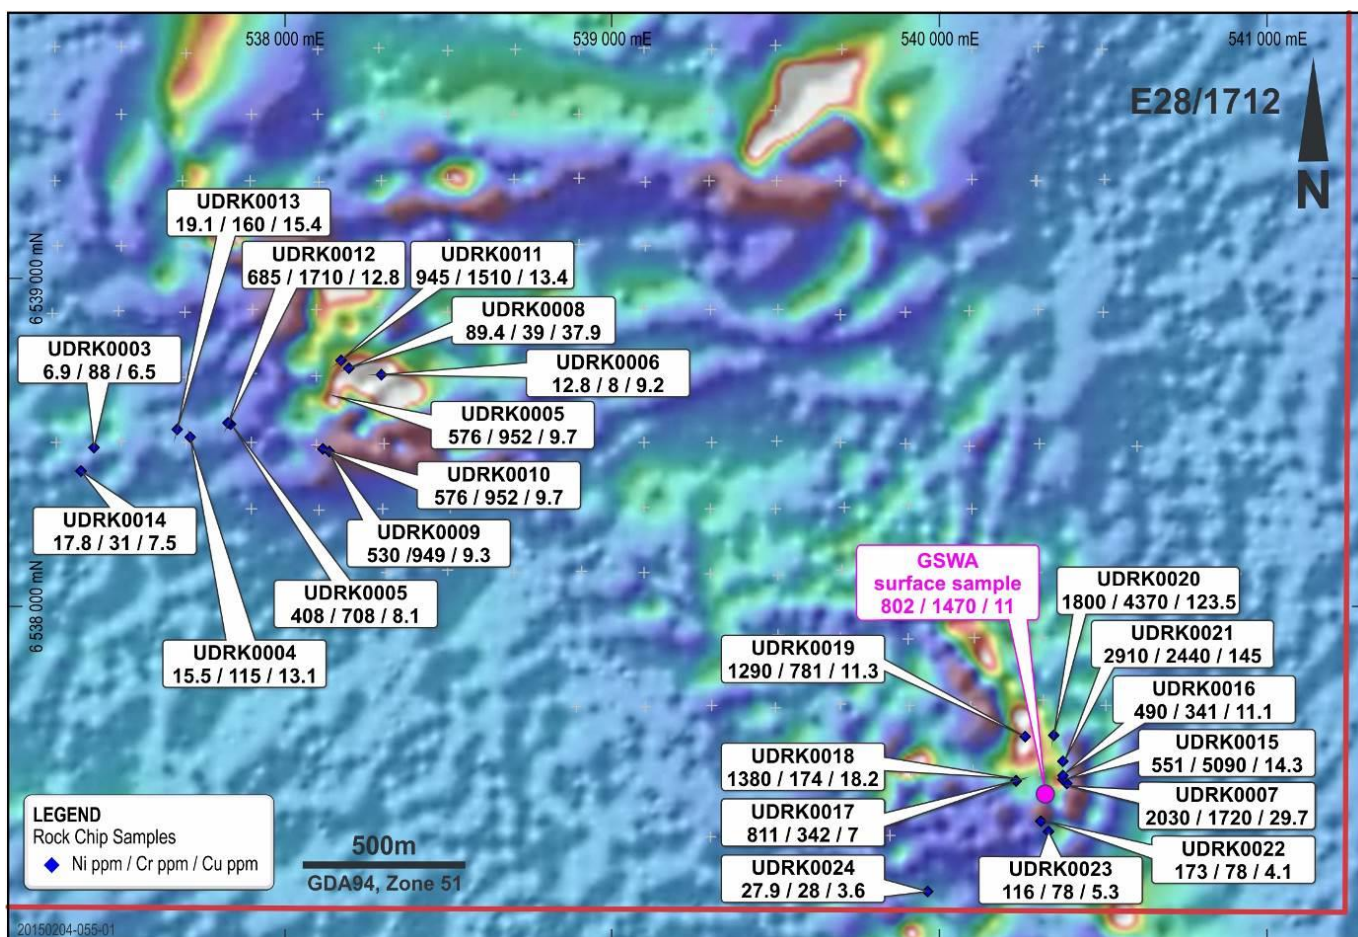 538 000 mE
539 000 mE
540 000 mE
541 000 mE
E28/1712
N
6 539 000 mN
6 538 000 mN
UDRK0013
19.1 / 160 / 15.4
UDRK0012
685 / 1710 / 12.8
UDRK0011
945 / 1510 / 13.4
UDRK0008
89.4 / 39 / 37.9
UDRK0003
6.9 / 88 / 6.5
UDRK0006
12.8 / 8 / 9.2
UDRK0005
576 / 952 / 9.7
UDRK0010
576 / 952 / 9.7
UDRK0014
17.8 / 31 / 7.5
UDRK0009
530 /949 / 9.3
UDRK0005
408 / 708 / 8.1
UDRK0004
15.5 / 115 / 13.1
GSWA
surface sample
802 / 1470 / 11
UDRK0020
1800 / 4370 / 123.5
UDRK0019
1290 / 781 / 11.3
UDRK0021
2910 / 2440 / 145
UDRK0016
490 / 341 / 11.1
UDRK0018
1380 / 174 / 18.2
UDRK0015
551 / 5090 / 14.3
UDRK0017
811 / 342 / 7
UDRK0007
2030 / 1720 / 29.7
UDRK0024
27.9 / 28 / 3.6
UDRK0023
116 / 78 / 5.3
UDRK0022
173 / 78 / 4.1
LEGEND
Rock Chip Samples
Ni ppm / Cr ppm / Cu ppm
500m
GDA94, Zone 51
20150204-055-01